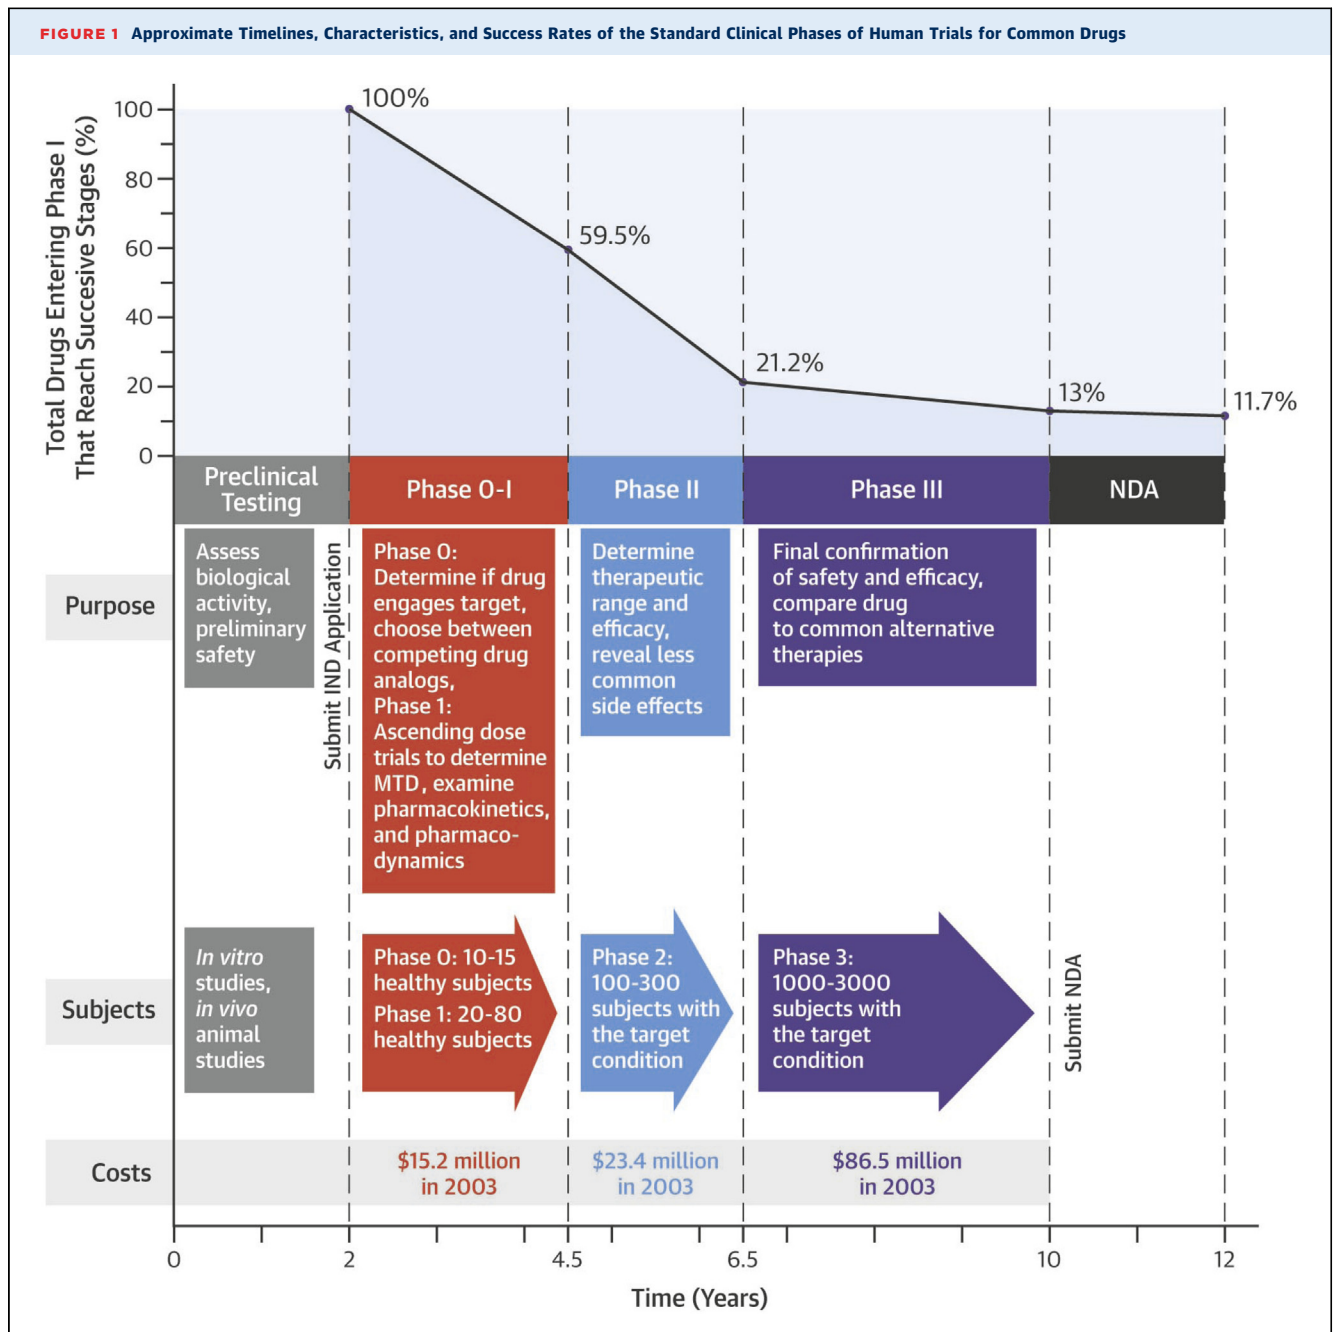 FIGURE 1 Approximate Timelines, Characteristics, and Success Rates of the Standard Clinical Phases of Human Trials for Common Drugs
Total Drugs Entering Phase I
That Reach Succesive Stages (%)
100
80
60
40
20
0
100%
59.5%
21.2%
13%
11.7%
Preclinical
Testing
Phase 0-I
Phase II
Phase III
NDA
Purpose
Assess
biological
activity,
preliminary
safety
Submit IND Application
Phase 0:
Determine if drug
engages target,
choose between
competing drug
analogs,
Phase 1:
Ascending dose
trials to determine
MTD, examine
pharmacokinetics,
and pharmaco-
dynamics
Determine
therapeutic
range and
efficacy,
reveal less
common
side effects
Final confirmation
of safety and efficacy,
compare drug
to common alternative
therapies
Subjects
In vitro
studies,
in vivo
animal
studies
Phase 0: 10-15
healthy subjects
Phase 1: 20-80
healthy subjects
Phase 2:
100-300
subjects with
the target
condition
Phase 3:
1000-3000
subjects with
the target
condition
Submit NDA
Costs
$15.2 million
in 2003
$23.4 million
in 2003
$86.5 million
in 2003
0
2
4.5
6.5
10
12
Time (Years)